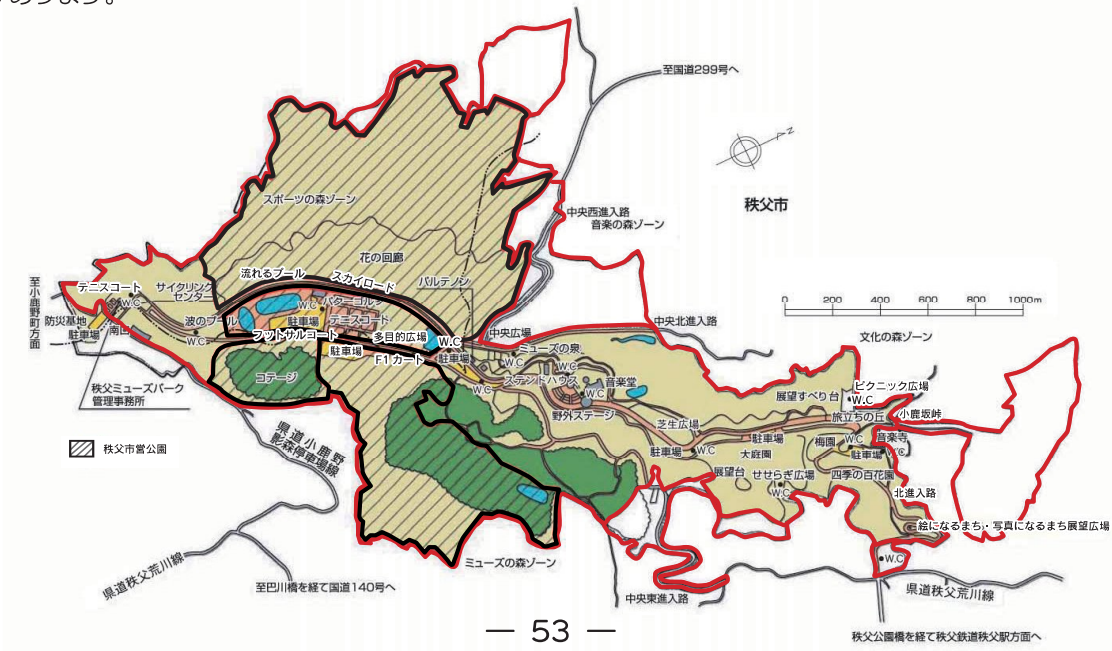 至国道299号へ
N
秩父市
スポーツの森ゾーン
中央西進入路
音楽の森ゾーン
花の回廊
流れるプール
スカイロード
パルテノン
テニスコート
W.C
サイクリング
センター
W.C
パターゴルフ
至小鹿野町方面
防災基地
駐車場
南口
波のプール
駐車場
テニスコート
W.C
フットサルコート
多目的広場
W.C
中央広場
中央北進入路
0 200 400 600 800 1000m
文化の森ゾーン
駐車場
F1カート
駐車場
ミューズの泉
W.C
W.C
コテージ
W.C
ステンドハウス
音楽堂
W.C
野外ステージ
展望すべり台
ピクニック広場
W.C
秩父ミューズパーク
管理事務所
旅立ちの丘
小鹿坂峠
芝生広場
駐車場
梅園
W.C
音楽寺
W.C
秩父市営公園
県道小鹿野
影森停車場線
駐車場
W.C
大庭園
駐車場
展望台
せせらぎ広場
W.C
四季の百花園
北進入路
絵になるまち・写真になるまち展望広場
ミューズの森ゾーン
W.C
県道秩父荒川線
至巴川橋を経て国道140号へ
中央東進入路
県道秩父荒川線
秩父公園橋を経て秩父鉄道秩父駅方面へ
― 53 ―